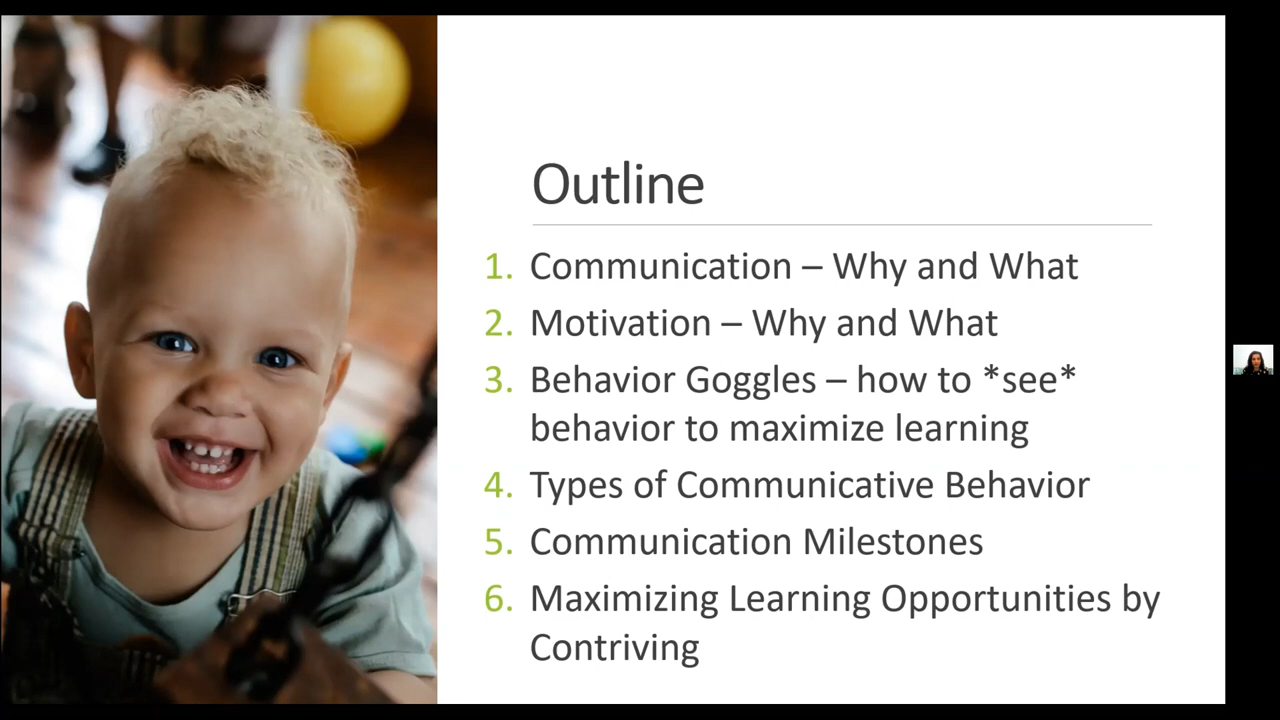 Outline
1. Communication – Why and What
2. Motivation – Why and What
3. Behavior Goggles – how to *see*
behavior to maximize learning
4. Types of Communicative Behavior
5. Communication Milestones
6. Maximizing Learning Opportunities by
Contriving